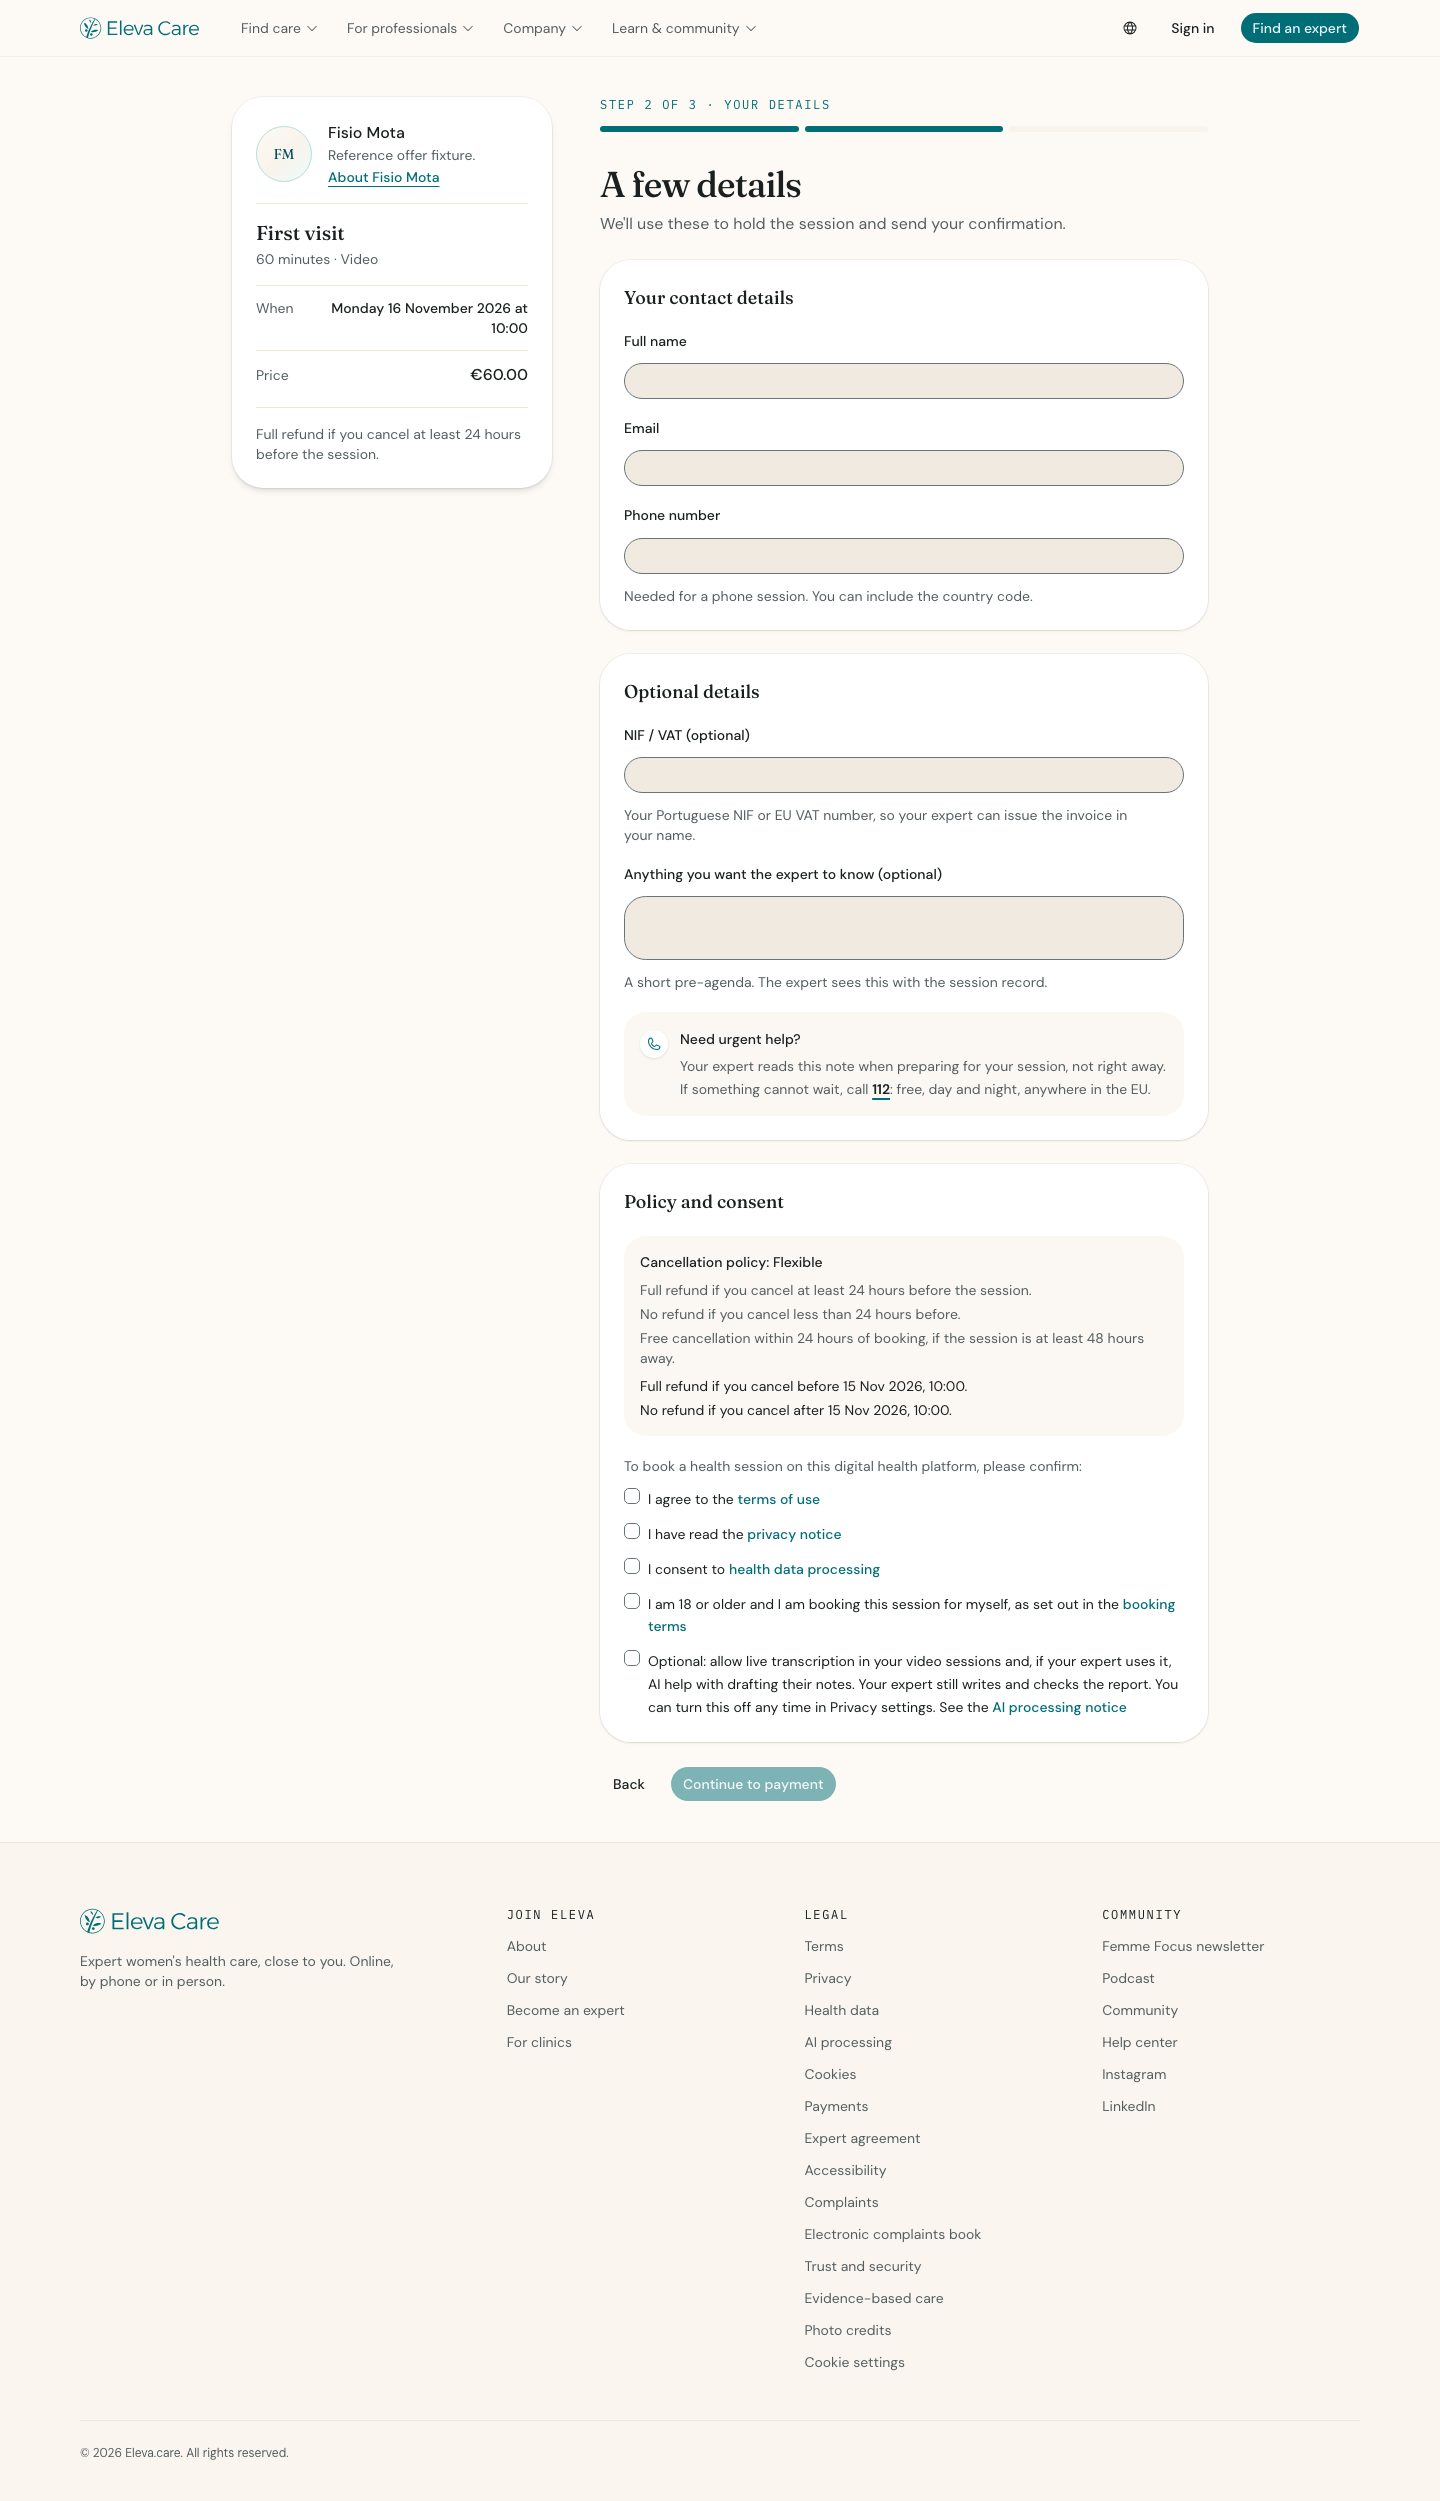 Eleva Care
Find care
For professionals
Company
Learn & community
Sign in
Find an expert
FM
Fisio Mota
Reference offer fixture.
About Fisio Mota
First visit
60 minutes · Video
When
Monday 16 November 2026 at
10:00
Price
€60.00
Full refund if you cancel at least 24 hours
before the session.
STEP 2 OF 3 · YOUR DETAILS
A few details
We'll use these to hold the session and send your confirmation.
Your contact details
Full name
Email
Phone number
Needed for a phone session. You can include the country code.
Optional details
NIF / VAT (optional)
Your Portuguese NIF or EU VAT number, so your expert can issue the invoice in
your name.
Anything you want the expert to know (optional)
A short pre-agenda. The expert sees this with the session record.
Need urgent help?
Your expert reads this note when preparing for your session, not right away.
If something cannot wait, call 112: free, day and night, anywhere in the EU.
Policy and consent
Cancellation policy: Flexible
Full refund if you cancel at least 24 hours before the session.
No refund if you cancel less than 24 hours before.
Free cancellation within 24 hours of booking, if the session is at least 48 hours
away.
Full refund if you cancel before 15 Nov 2026, 10:00.
No refund if you cancel after 15 Nov 2026, 10:00.
To book a health session on this digital health platform, please confirm:
I agree to the terms of use
I have read the privacy notice
I consent to health data processing
I am 18 or older and I am booking this session for myself, as set out in the booking
terms
Optional: allow live transcription in your video sessions and, if your expert uses it,
AI help with drafting their notes. Your expert still writes and checks the report. You
can turn this off any time in Privacy settings. See the AI processing notice
Back
Continue to payment
Eleva Care
Expert women's health care, close to you. Online,
by phone or in person.
JOIN ELEVA
About
Our story
Become an expert
For clinics
LEGAL
Terms
Privacy
Health data
AI processing
Cookies
Payments
Expert agreement
Accessibility
Complaints
Electronic complaints book
Trust and security
Evidence-based care
Photo credits
Cookie settings
COMMUNITY
Femme Focus newsletter
Podcast
Community
Help center
Instagram
LinkedIn
© 2026 Eleva.care. All rights reserved.